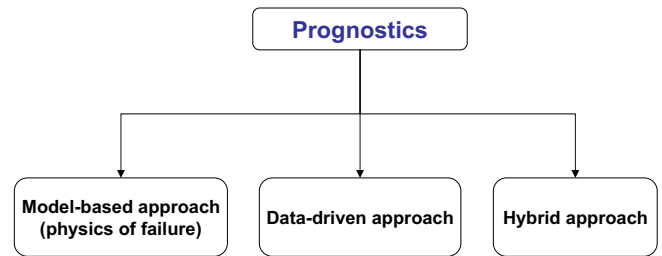 Prognostics
Model-based approach
(physics of failure)
Data-driven approach
Hybrid approach